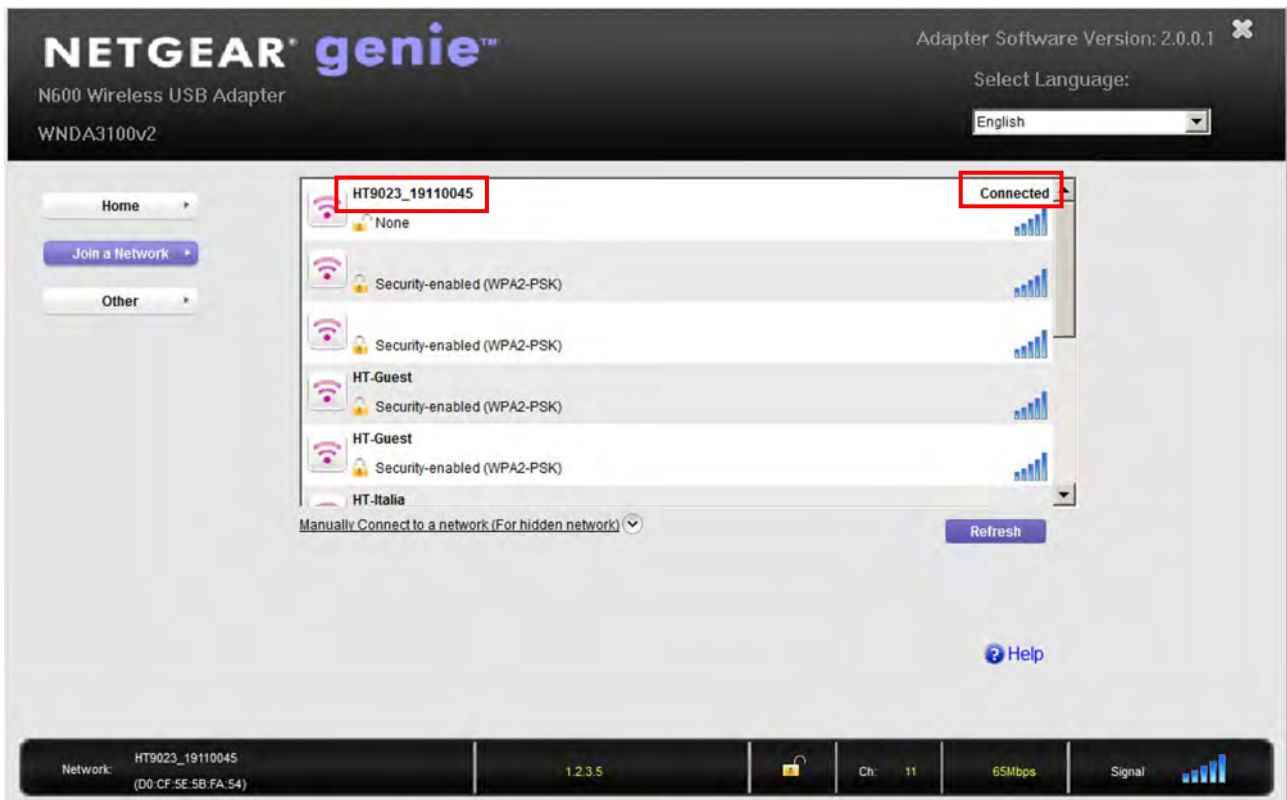 NETGEAR® genie™
Adapter Software Version: 2.0.0.1
N600 Wireless USB Adapter
WNDA3100v2
Select Language:
English
Home
Join a Network
Other
HT9023_19110045
Connected
None
Security-enabled (WPA2-PSK)
Security-enabled (WPA2-PSK)
HT-Guest
Security-enabled (WPA2-PSK)
HT-Guest
Security-enabled (WPA2-PSK)
HT-Italia
Manually Connect to a network (For hidden network)
Refresh
Help
Network: HT9023_19110045
(D0:CF:5E:5B:FA:54)
1.2.3.5
Ch: 11
65Mbps
Signal